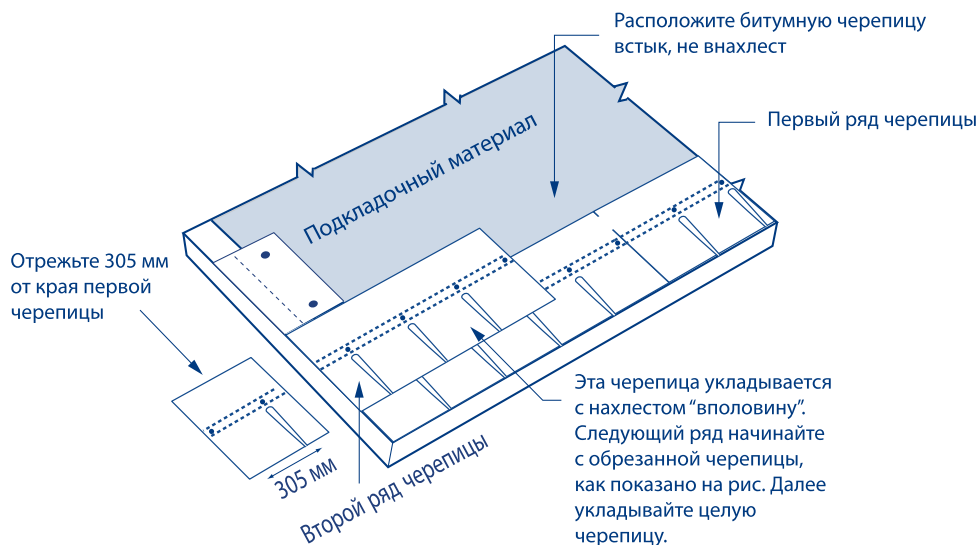 Расположите битумную черепицу
встык, не внахлест
Первый ряд черепицы
Подкладочный материал
Отрежьте 305 мм
от края первой
черепицы
305 мм
Второй ряд черепицы
Эта черепица укладывается
с нахлестом “вполовину”.
Следующий ряд начинайте
с обрезанной черепицы,
как показано на рис. Далее
укладывайте целую
черепицу.